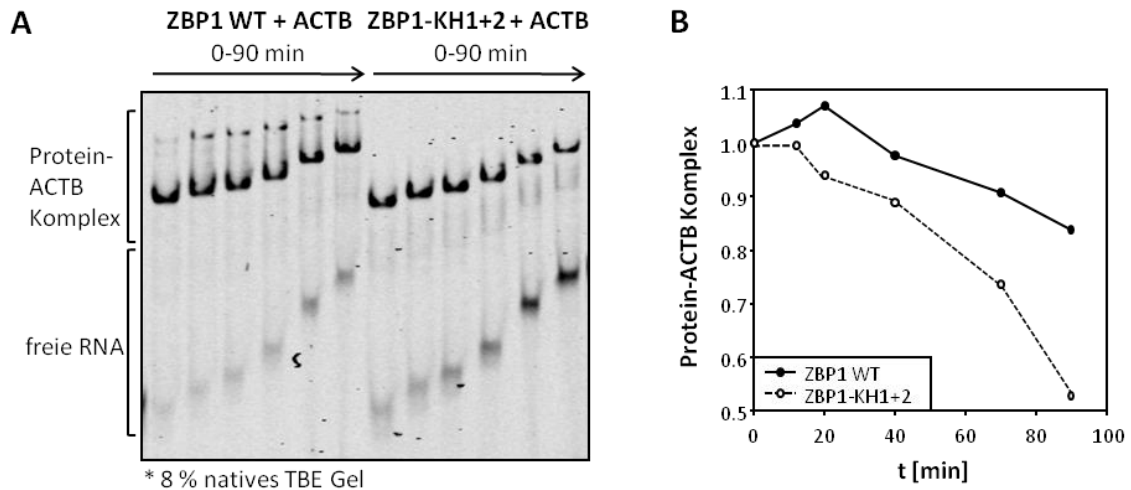 A
ZBP1 WT + ACTB ZBP1-KH1+2 + ACTB
0-90 min 0-90 min
Protein-
ACTB
Komplex
freie RNA
* 8 % natives TBE Gel
B
Protein-ACTB Komplex
1.1
1.0
0.9
0.8
0.7
0.6
0.5
ZBP1 WT
ZBP1-KH1+2
0 20 40 60 80 100
t [min]